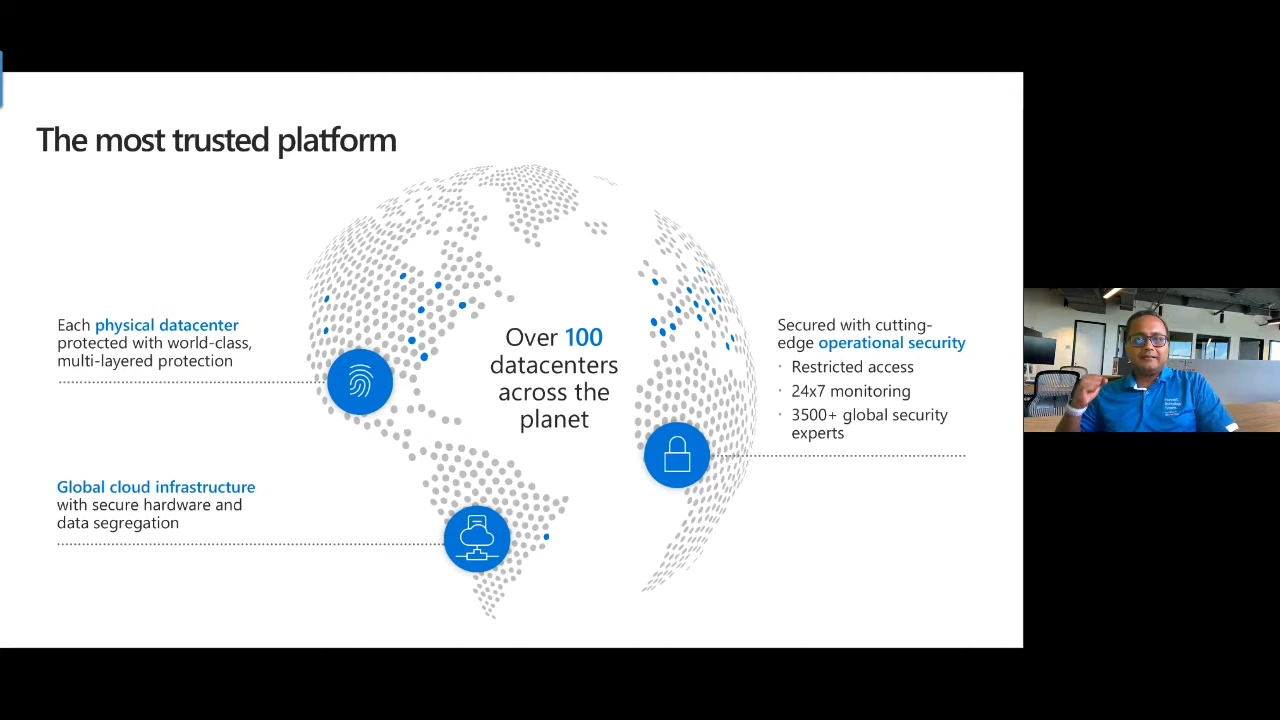 The most trusted platform
Each physical datacenter
protected with world-class,
multi-layered protection
Over 100
datacenters
across the
planet
Secured with cutting-
edge operational security
· Restricted access
· 24x7 monitoring
· 3500+ global security
experts
Global cloud infrastructure
with secure hardware and
data segregation